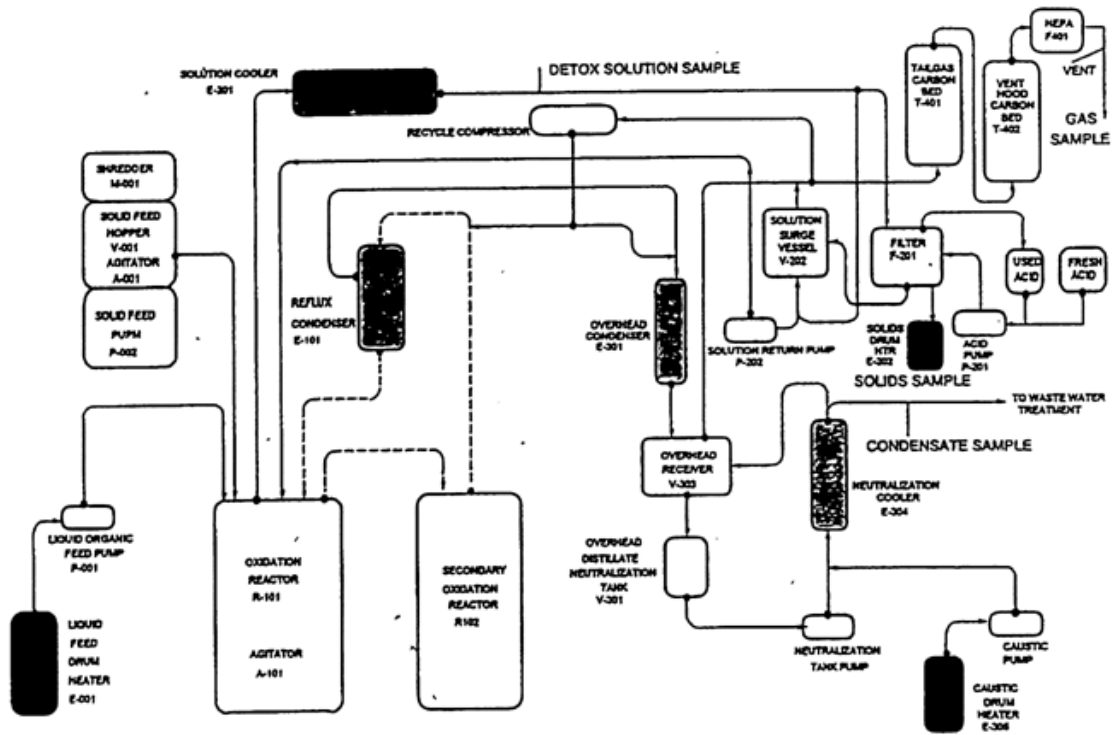 SOLUTION COOLER
E-301
DETOX SOLUTION SAMPLE
RECYCLE COMPRESSOR
TAILGAS
CARBON
BED
T-401
HEPA
F401
VENT
VENT
HOOD
CARBON
BED
T-402
GAS
SAMPLE
SHREDDER
M-001
SOLID FEED
HOPPER
V-001
AGITATOR
A-001
SOLID FEED
PUPM
P-002
REFLUX
CONDENSER
E-101
OVERHEAD
CONDENSER
E-301
SOLUTION
SURGE
VESSEL
V-202
FILTER
F-201
USED
ACID
FRESH
ACID
SOLUTION RETURN PUMP
P-202
SOLIDS
DRUM
HTR
E-302
ACID
PUMP
P-201
SOLIDS SAMPLE
TO WASTE WATER
TREATMENT
CONDENSATE SAMPLE
OVERHEAD
RECEIVER
V-303
NEUTRALIZATION
COOLER
E-304
LIQUID ORGANIC
FEED PUMP
P-001
OXIDATION
REACTOR
R-101
AGITATOR
A-101
SECONDARY
OXIDATION
REACTOR
R102
OVERHEAD
DISTILLATE
NEUTRALIZATION
TANK
V-301
LIQUID
FEED
DRUM
HEATER
E-001
NEUTRALIZATION
TANK PUMP
CAUSTIC
PUMP
CAUSTIC
DRUM
HEATER
E-306